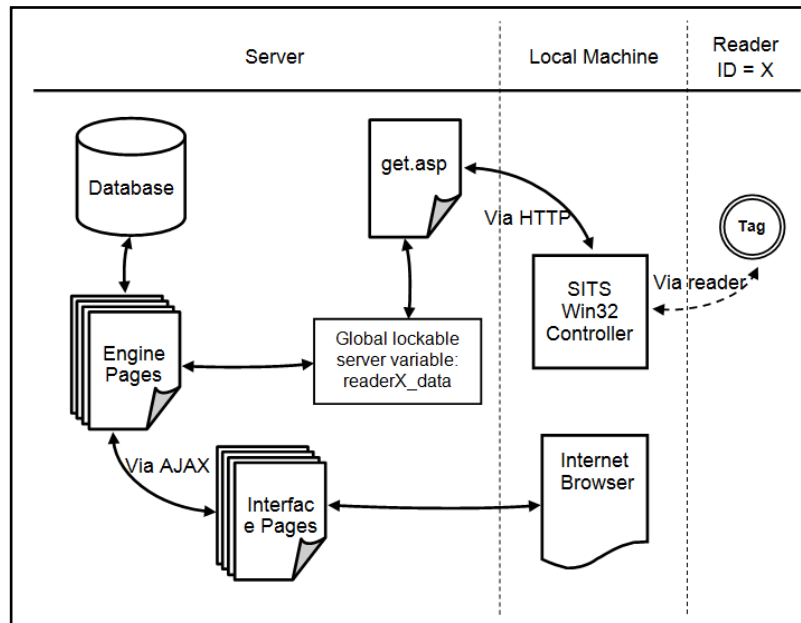 Server
Local Machine
Reader
ID = X
Database
get.asp
Via HTTP
Tag
SITS
Win32
Controller
Via reader
Engine
Pages
Global lockable
server variable:
readerX_data
Via AJAX
Interfac
e Pages
Internet
Browser